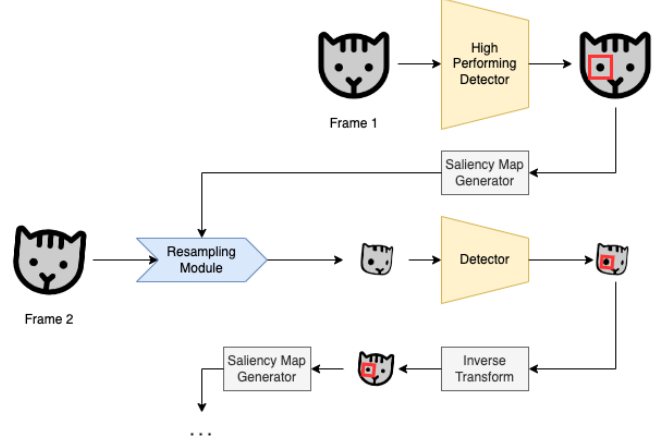 High
Performing
Detector
Frame 1
Saliency Map
Generator
Resampling
Module
Detector
Frame 2
Saliency Map
Generator
Inverse
Transform
...